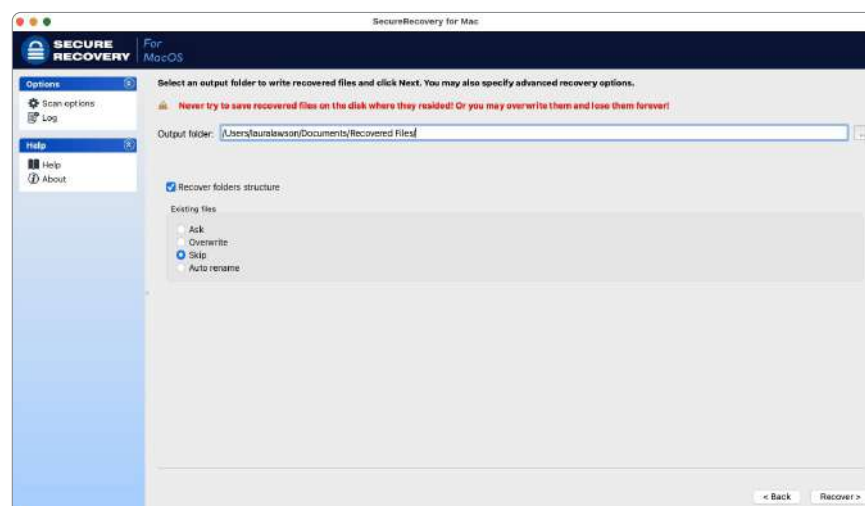 SecureRecovery for Mac
SECURE
RECOVERY
For
MacOS
Options
Scan options
Log
Help
Help
About
Select an output folder to write recovered files and click Next. You may also specify advanced recovery options.
Never try to save recovered files on the disk where they resided! Or you may overwrite them and lose them forever!
Output folder: /Users/lauralawson/Documents/Recovered Files/
...
Recover folders structure
Existing files
Ask
Overwrite
Skip
Auto rename
< Back Recover >